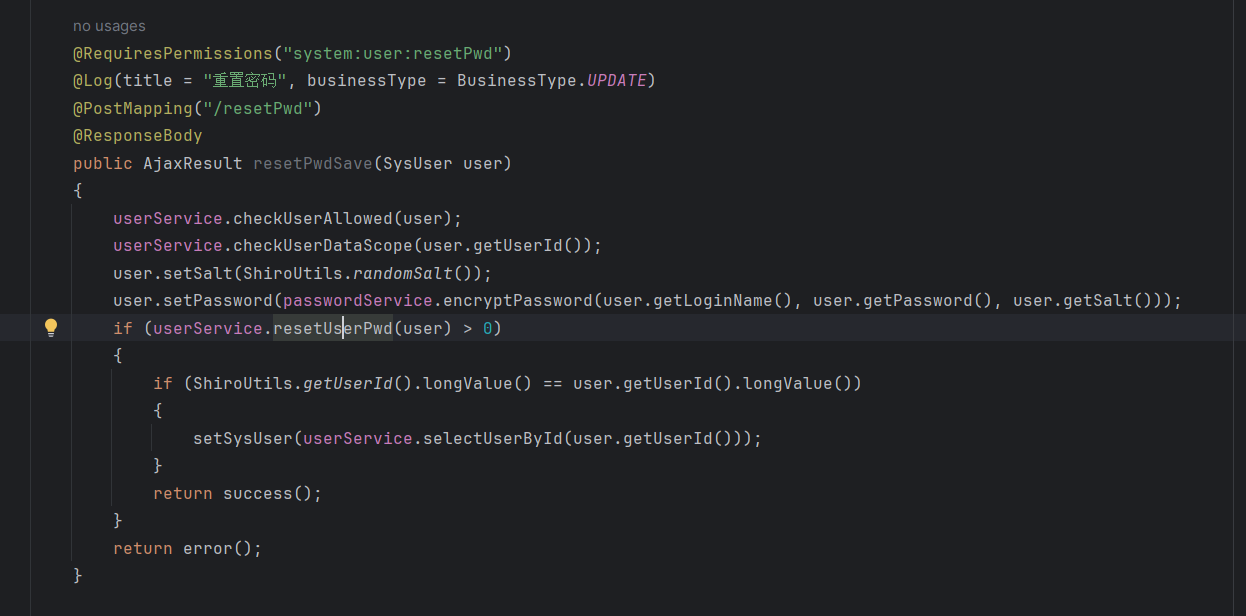 no usages
@RequiresPermissions("system:user:resetPwd")
@Log(title = "重置密码", businessType = BusinessType.UPDATE)
@PostMapping("/resetPwd")
@ResponseBody
public AjaxResult resetPwdSave(SysUser user)
{
userService.checkUserAllowed(user);
userService.checkUserDataScope(user.getUserId());
user.setSalt(ShiroUtils.randomSalt());
user.setPassword(passwordService.encryptPassword(user.getLoginName(), user.getPassword(), user.getSalt()));
if (userService.resetUserPwd(user) > 0)
{
if (ShiroUtils.getUserId().longValue() == user.getUserId().longValue())
{
setSysUser(userService.selectUserById(user.getUserId()));
}
return success();
}
return error();
}